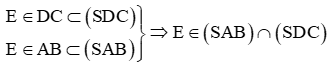 E ∈ DC ⊂ (SDC)
E ∈ AB ⊂ (SAB)
} ⇒ E ∈ (SAB) ∩ (SDC)